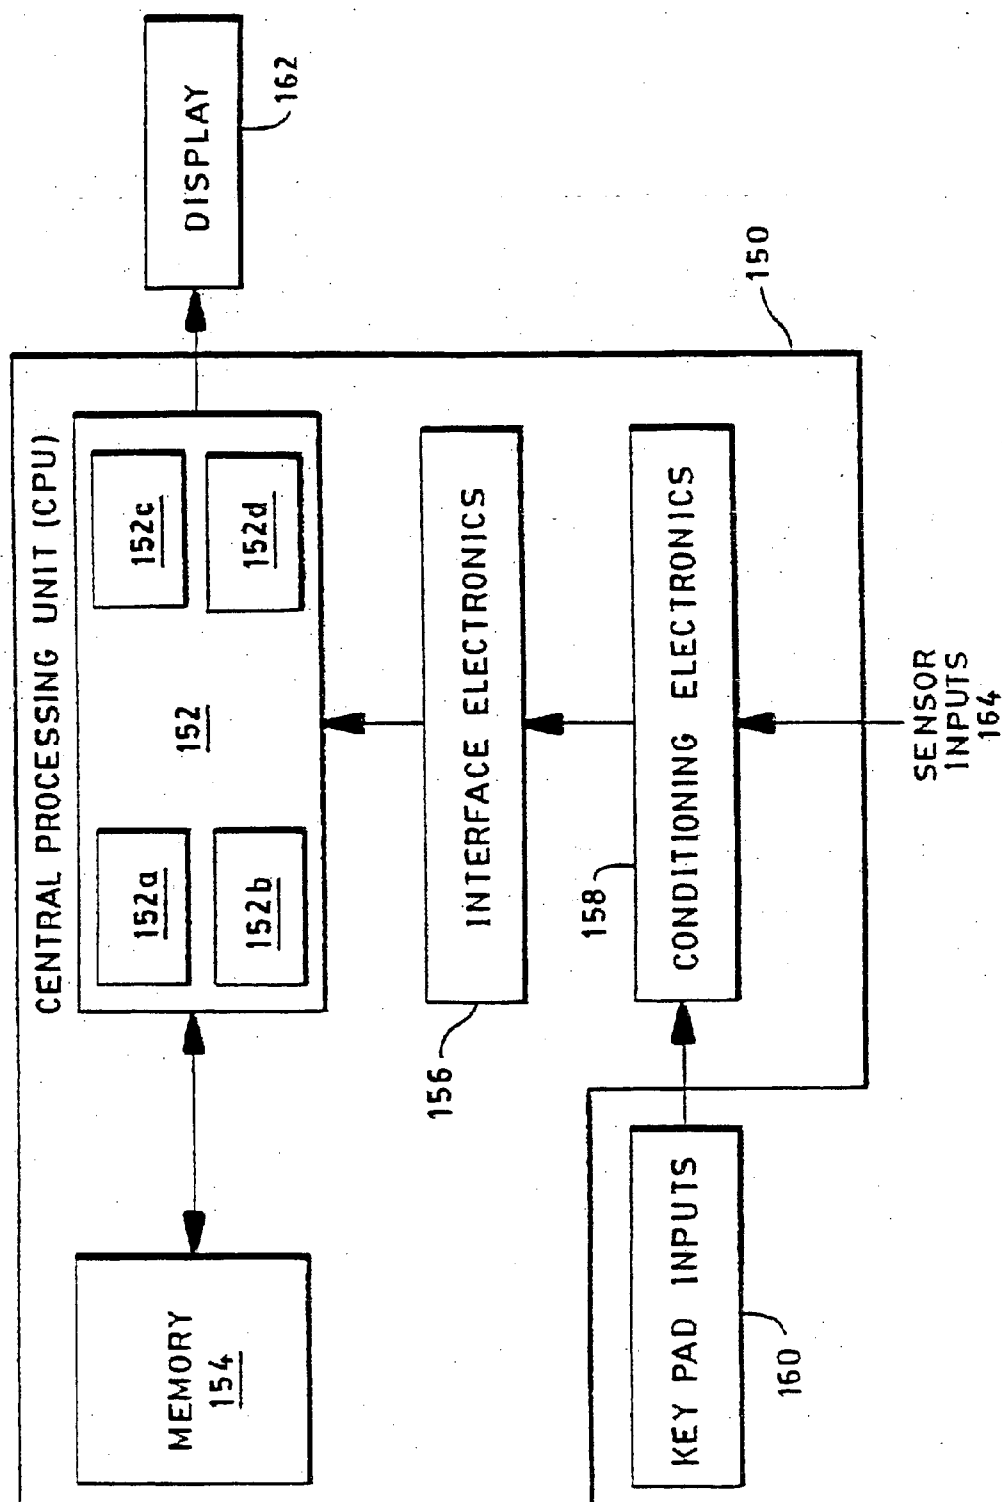 CENTRAL PROCESSING UNIT (CPU)
MEMORY
154
152a
152b
152
152c
152d
DISPLAY
162
156
INTERFACE ELECTRONICS
158
CONDITIONING ELECTRONICS
150
KEY PAD INPUTS
160
SENSOR
INPUTS
164